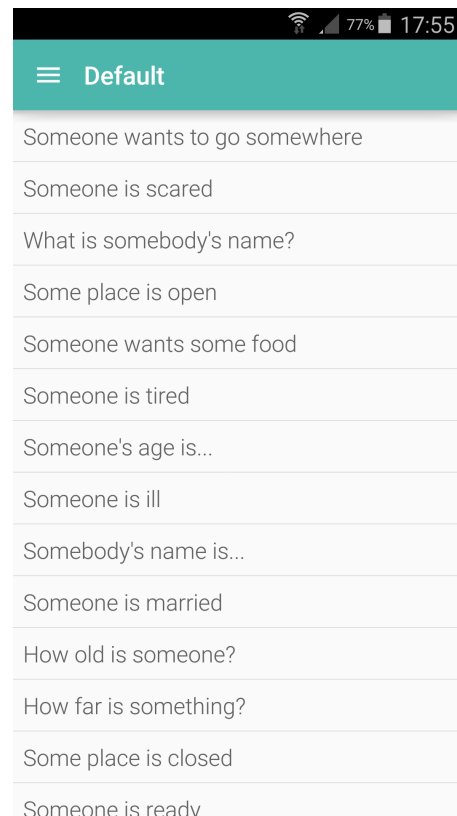 77% 17:55
Default
Someone wants to go somewhere
Someone is scared
What is somebody's name?
Some place is open
Someone wants some food
Someone is tired
Someone's age is...
Someone is ill
Somebody's name is...
Someone is married
How old is someone?
How far is something?
Some place is closed
Someone is ready